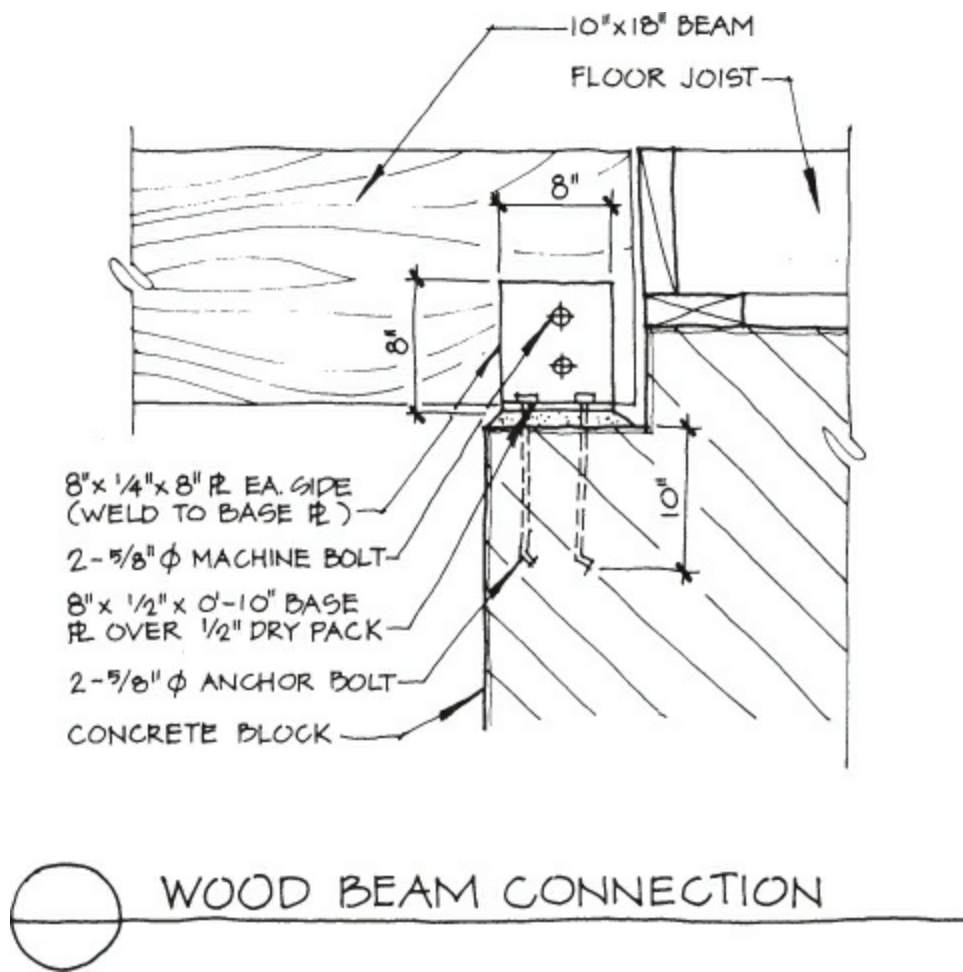 10"x18" BEAM
FLOOR JOIST
8"
8"
10"
8" x 1/4" x 8" PL EA. SIDE
(WELD TO BASE PL)
2-5/8" φ MACHINE BOLT
8" x 1/2" x 0'-10" BASE
PL OVER 1/2" DRY PACK
2-5/8" φ ANCHOR BOLT
CONCRETE BLOCK
WOOD BEAM CONNECTION